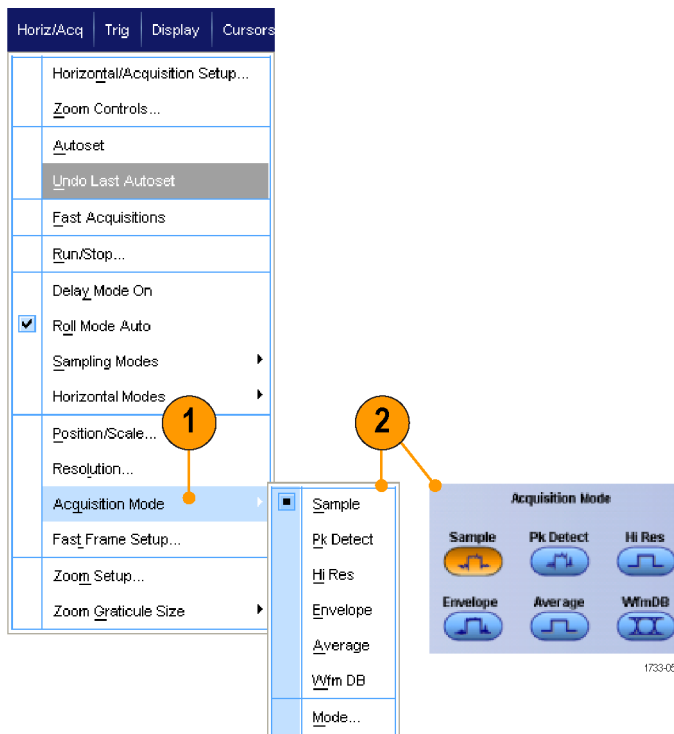 Horiz/Acq Trig Display Cursors
Horizontal/Acquisition Setup...
Zoom Controls...
Autoset
Undo Last Autoset
Fast Acquisitions
Run/Stop...
Delay Mode On
Roll Mode Auto
Sampling Modes
Horizontal Modes
Position/Scale...
Resolution...
Acquisition Mode
Fast Frame Setup...
Zoom Setup...
Zoom Graticule Size
1
2
Sample
Pk Detect
Hi Res
Envelope
Average
Wfm DB
Mode...
Acquisition Mode
Sample Pk Detect Hi Res
Envelope Average WfmDB
1733-05